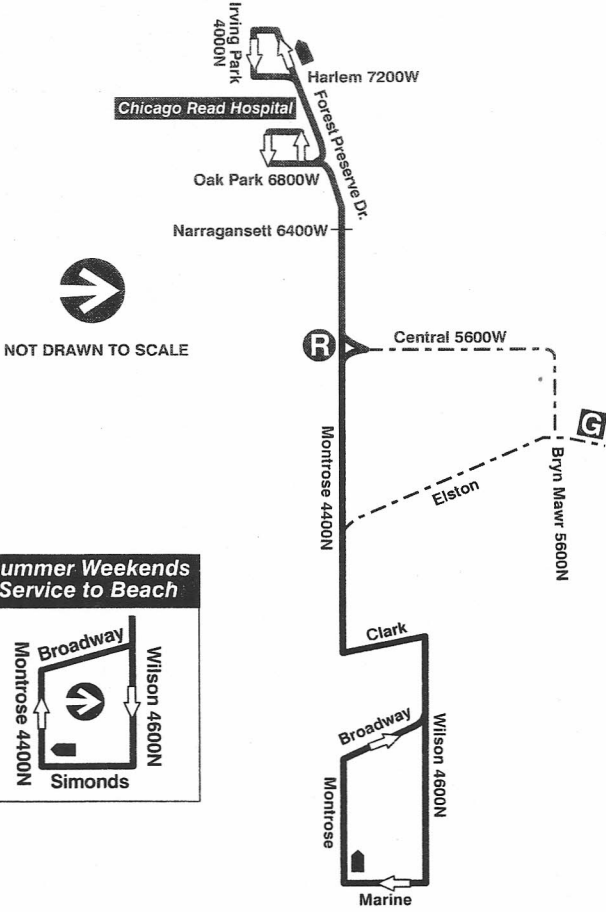 Irving Park
4000N
Harlem 7200W
Chicago Read Hospital
Forest Preserve Dr.
Oak Park 6800W
Narragansett 6400W
NOT DRAWN TO SCALE
R
Central 5600W
G
Montrose 4400N
Elston
Bryn Mawr 5600N
ummer Weekends
Service to Beach
Broadway
Montrose 4400N
Wilson 4600N
Simonds
Clark
Broadway
Wilson 4600N
Montrose
Marine